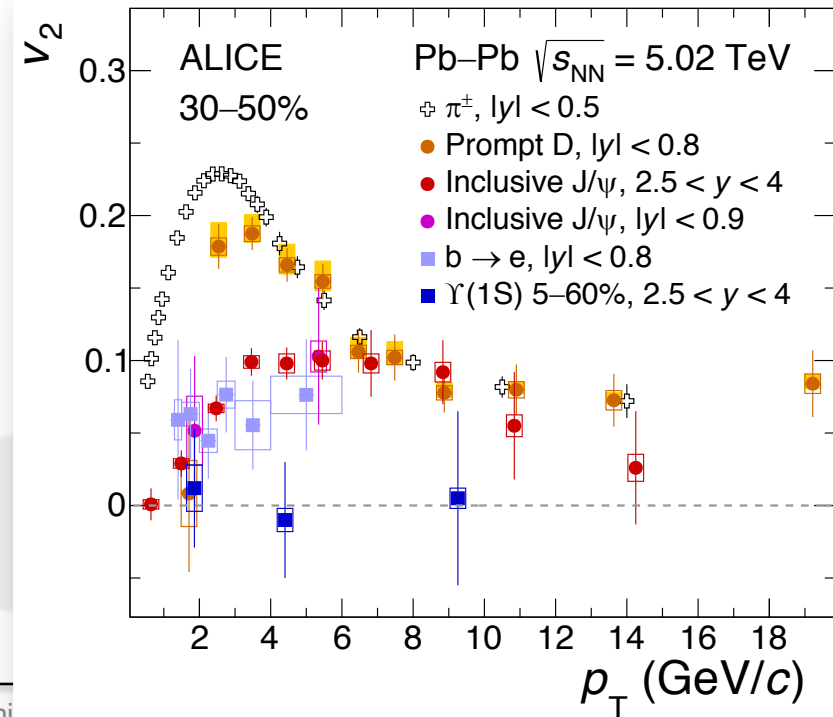 v₂
ALICE
30–50%
Pb–Pb √sNN = 5.02 TeV
π±, |y| < 0.5
Prompt D, |y| < 0.8
Inclusive J/ψ, 2.5 < y < 4
Inclusive J/ψ, |y| < 0.9
b → e, |y| < 0.8
ϒ(1S) 5–60%, 2.5 < y < 4
0.3
0.2
0.1
0
2 4 6 8 10 12 14 16 18
pT (GeV/c)